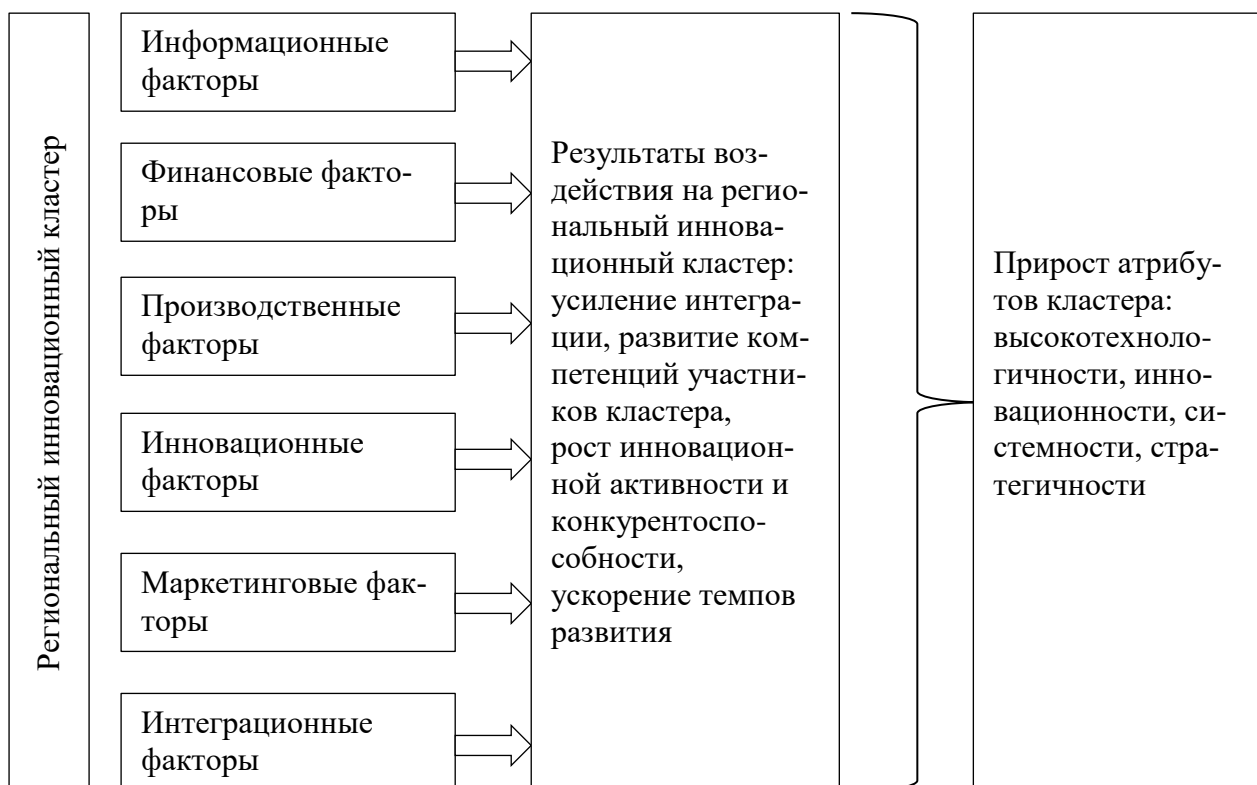 Региональный инновационный кластер
Информационные
факторы
Финансовые факто-
ры
Производственные
факторы
Инновационные
факторы
Маркетинговые фак-
торы
Интеграционные
факторы
Результаты воз-
действия на регио-
нальный иннова-
ционный кластер:
усиление интегра-
ции, развитие ком-
петенций участни-
ков кластера,
рост инновацион-
ной активности и
конкурентоспо-
собности,
ускорение темпов
развития
Прирост атрибу-
тов кластера:
высокотехноло-
гичности, инно-
вационности, си-
стемности, стра-
тегичности